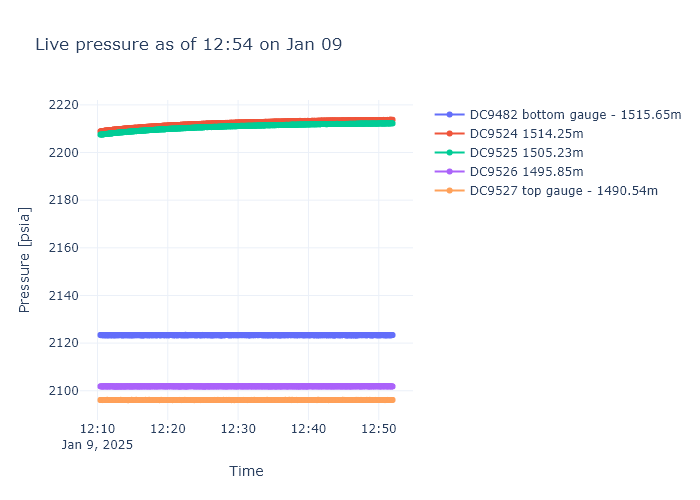 Live pressure as of 12:54 on Jan 09
2220
2200
2180
2160
2140
2120
2100
Pressure [psia]
12:10
12:20
12:30
12:40
12:50
Jan 9, 2025
Time
DC9482 bottom gauge - 1515.65m
DC9524 1514.25m
DC9525 1505.23m
DC9526 1495.85m
DC9527 top gauge - 1490.54m